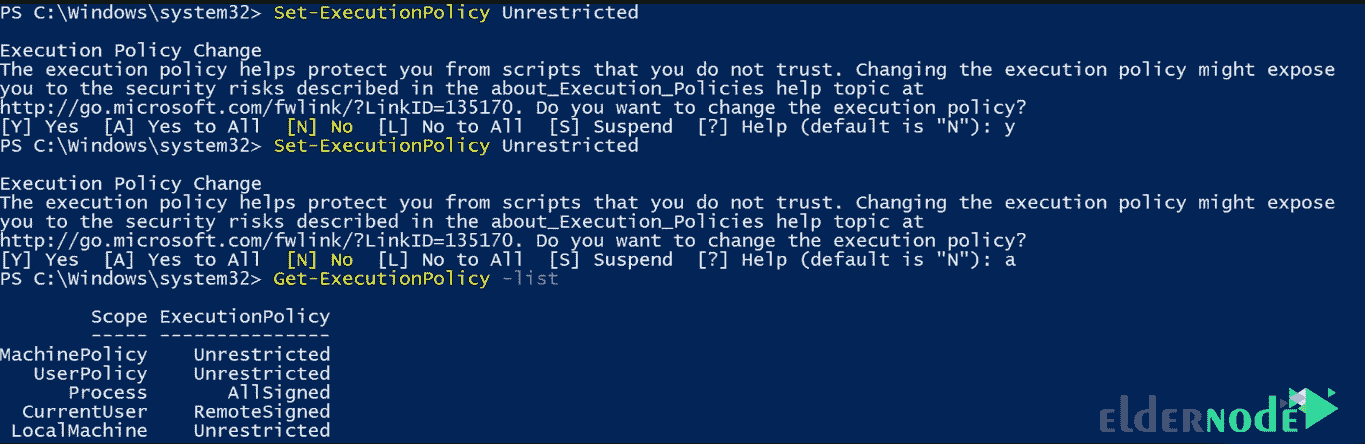 PS C:\Windows\system32> Set-ExecutionPolicy Unrestricted
Execution Policy Change
The execution policy helps protect you from scripts that you do not trust. Changing the execution policy might expose
you to the security risks described in the about_Execution_Policies help topic at
http://go.microsoft.com/fwlink/?LinkID=135170. Do you want to change the execution policy?
[Y] Yes  [A] Yes to All  [N] No  [L] No to All  [S] Suspend  [?] Help (default is "N"): y
PS C:\Windows\system32> Set-ExecutionPolicy Unrestricted
Execution Policy Change
The execution policy helps protect you from scripts that you do not trust. Changing the execution policy might expose
you to the security risks described in the about_Execution_Policies help topic at
http://go.microsoft.com/fwlink/?LinkID=135170. Do you want to change the execution policy?
[Y] Yes  [A] Yes to All  [N] No  [L] No to All  [S] Suspend  [?] Help (default is "N"): a
PS C:\Windows\system32> Get-ExecutionPolicy -list
Scope ExecutionPolicy
----- ---------------
MachinePolicy    Unrestricted
UserPolicy    Unrestricted
Process    AllSigned
CurrentUser    RemoteSigned
LocalMachine    Unrestricted
elderNode